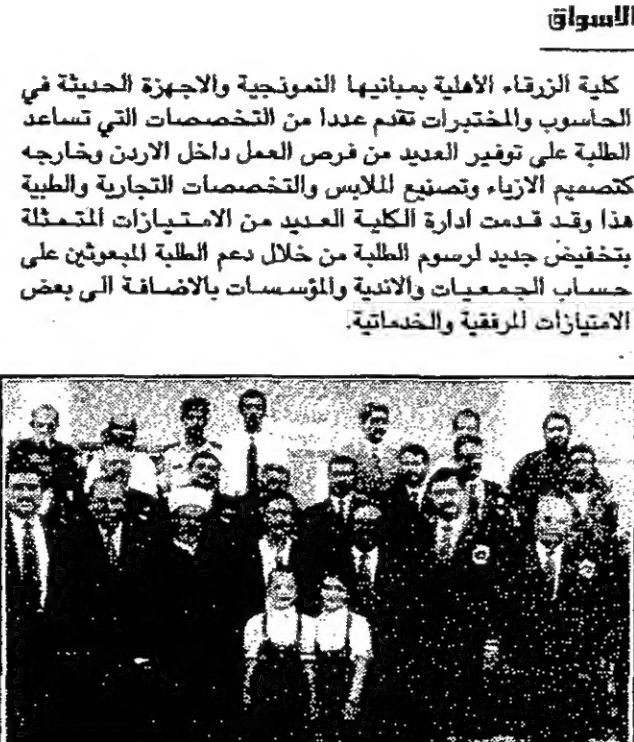 الاسواق
كلية الزرقاء الأهلية بمبانيها النموذجية والاجهزة الحديثة في
الحاسوب والمختبرات تقدم عددا من التخصصات التي تساعد
الطلبة على توفير العديد من فرص العمل داخل الاردن وخارجه
كتصميم الازياء وتصنيع الملابس والتخصصات التجارية والطبية
هذا وقد قدمت ادارة الكلية العديد من الامتيازات المتمثلة
بتخفيض جديد لرسوم الطلبة من خلال دعم الطلبة المبعوثين على
حساب الجمعيات والاندية والمؤسسات بالاضافة الى بعض
الامتيازات المرفقية والخدماتية.